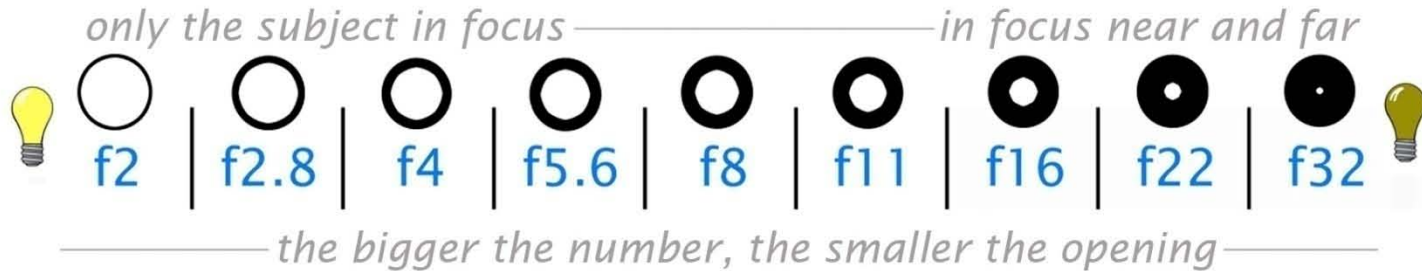 only the subject in focus in focus near and far
f2 f2.8 f4 f5.6 f8 f11 f16 f22 f32
the bigger the number, the smaller the opening